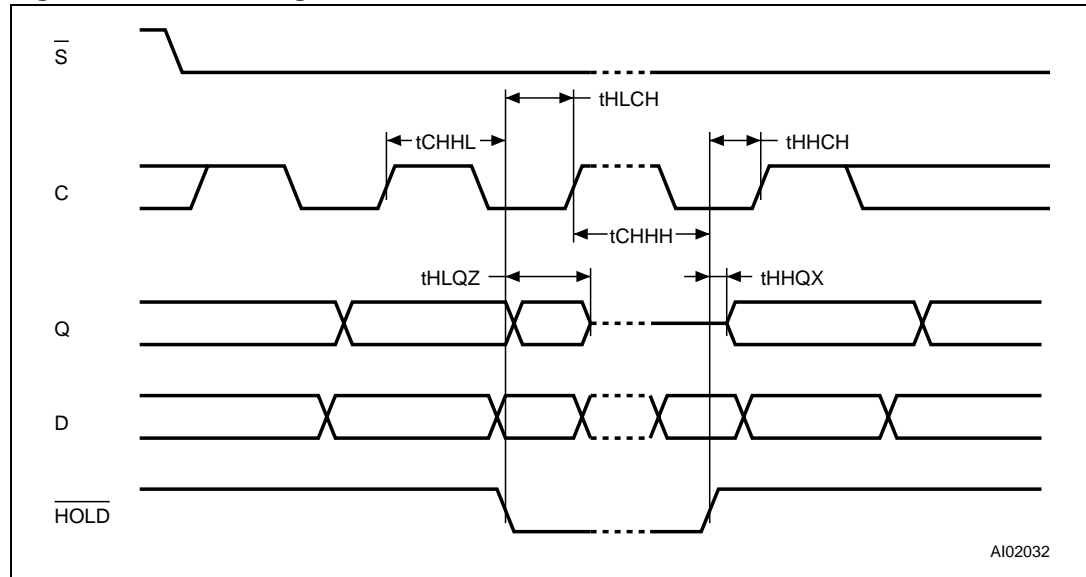 S
tHLCH
tCHHL
tHHCH
C
tCHHH
tHLQZ
tHHQX
Q
D
HOLD
AI02032